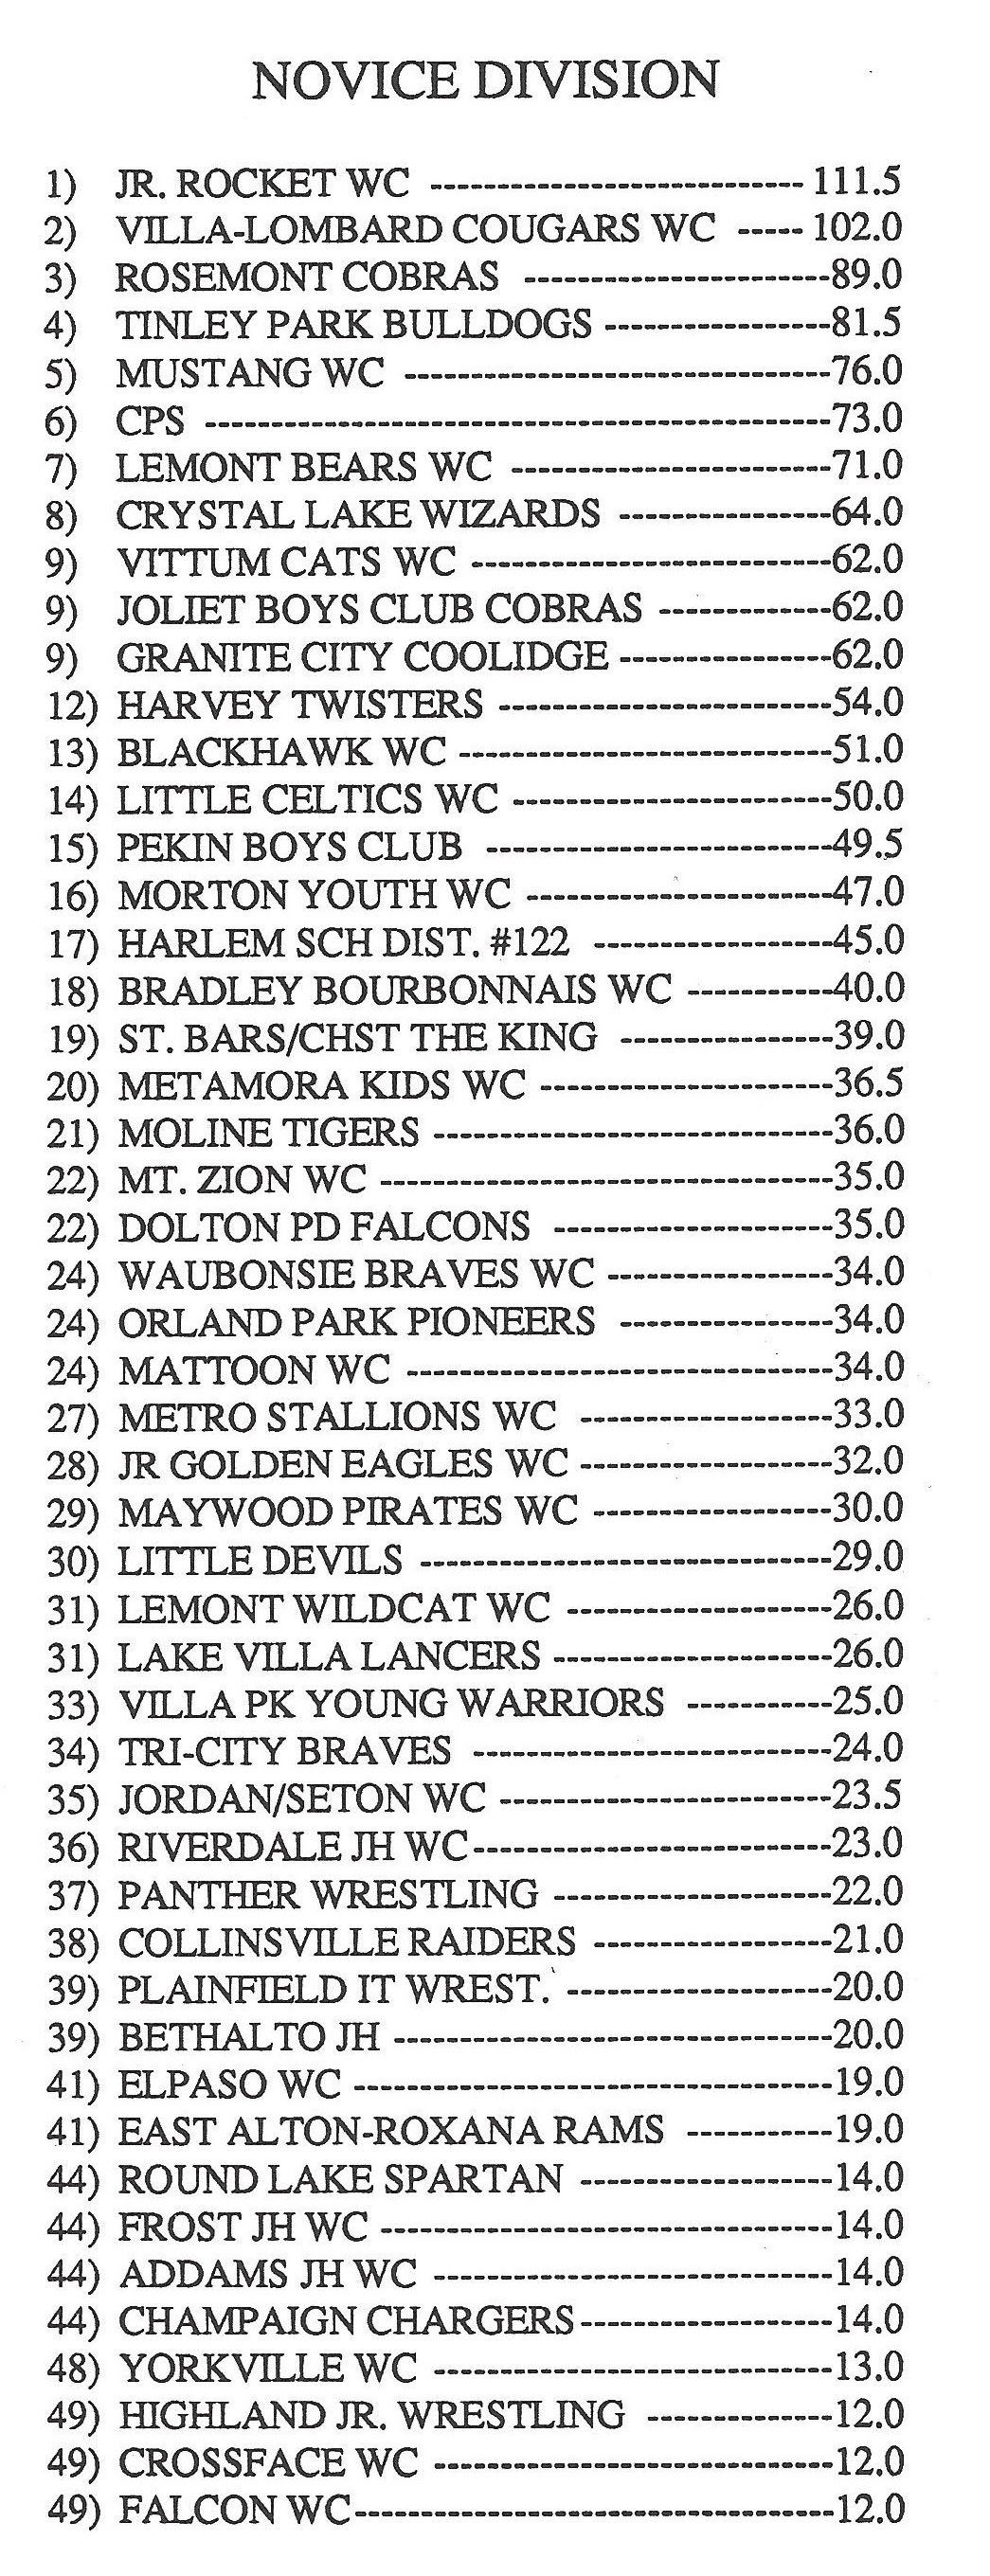 NOVICE DIVISION
1) JR. ROCKET WC ---------------------------- 111.5
2) VILLA-LOMBARD COUGARS WC ----- 102.0
3) ROSEMONT COBRAS -----------------------89.0
4) TINLEY PARK BULLDOGS -----------------81.5
5) MUSTANG WC --------------------------------76.0
6) CPS -----------------------------------------------73.0
7) LEMONT BEARS WC ------------------------71.0
8) CRYSTAL LAKE WIZARDS ----------------64.0
9) VITTUM CATS WC ---------------------------62.0
9) JOLIET BOYS CLUB COBRAS -------------62.0
9) GRANITE CITY COOLIDGE ----------------62.0
12) HARVEY TWISTERS -------------------------54.0
13) BLACKHAWK WC ----------------------------51.0
14) LITTLE CELTICS WC ------------------------50.0
15) PEKIN BOYS CLUB --------------------------49.5
16) MORTON YOUTH WC -----------------------47.0
17) HARLEM SCH DIST. #122 ------------------45.0
18) BRADLEY BOURBONNAIS WC -----------40.0
19) ST. BARS/CHST THE KING ----------------39.0
20) METAMORA KIDS WC ----------------------36.5
21) MOLINE TIGERS ------------------------------36.0
22) MT. ZION WC ----------------------------------35.0
22) DOLTON PD FALCONS ---------------------35.0
24) WAUBONSIE BRAVES WC -----------------34.0
24) ORLAND PARK PIONEERS ----------------34.0
24) MATTOON WC --------------------------------34.0
27) METRO STALLIONS WC -------------------33.0
28) JR GOLDEN EAGLES WC -------------------32.0
29) MAYWOOD PIRATES WC ------------------30.0
30) LITTLE DEVILS -------------------------------29.0
31) LEMONT WILDCAT WC --------------------26.0
31) LAKE VILLA LANCERS ---------------------26.0
33) VILLA PK YOUNG WARRIORS -----------25.0
34) TRI-CITY BRAVES ---------------------------24.0
35) JORDAN/SETON WC -------------------------23.5
36) RIVERDALE JH WC---------------------------23.0
37) PANTHER WRESTLING ---------------------22.0
38) COLLINSVILLE RAIDERS ------------------21.0
39) PLAINFIELD IT WREST. --------------------20.0
39) BETHALTO JH ---------------------------------20.0
41) ELPASO WC ------------------------------------19.0
41) EAST ALTON-ROXANA RAMS -----------19.0
44) ROUND LAKE SPARTAN -------------------14.0
44) FROST JH WC ----------------------------------14.0
44) ADDAMS JH WC ------------------------------14.0
44) CHAMPAIGN CHARGERS-------------------14.0
48) YORKVILLE WC ------------------------------13.0
49) HIGHLAND JR. WRESTLING --------------12.0
49) CROSSFACE WC ------------------------------12.0
49) FALCON WC------------------------------------12.0